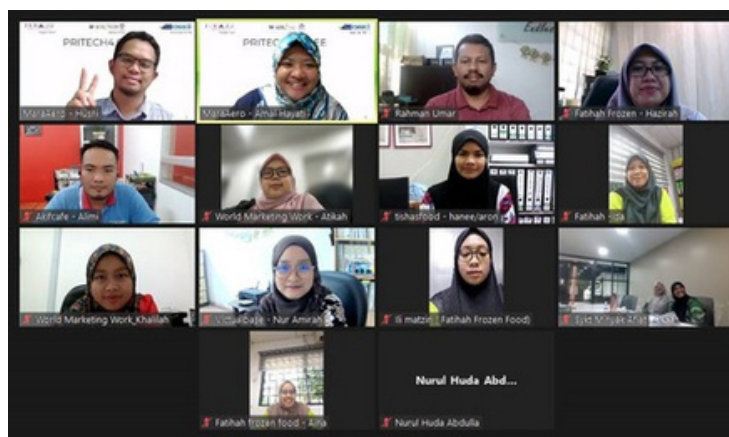 PRITECH4
PRITECH EE
MaraAero - Husni
MaraAero - Amal Hayati
Rahman Umar
Fatihah Frozen - Hazirah
Akifcafe - Alimi
World Marketing Work - Atikah
tishasfood - hanee/aron
Fatihah - ida
World Marketing Work_Khalilah
- Nur Amirah
Ili matzin ( Fatihah Frozen Food)
Minyak
Fatihah frozen food - Aina
Nurul Huda Abd...
Nurul Huda Abdulla